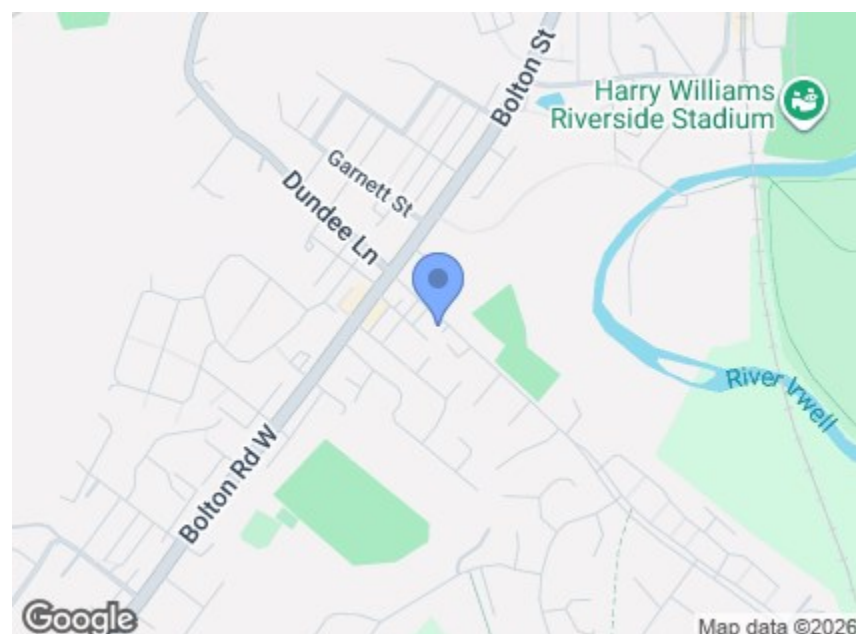 Bolton St
Harry Williams
Riverside Stadium
Garnett St
Dundee Ln
River Irwell
Bolton Rd W
Google
Map data ©2026